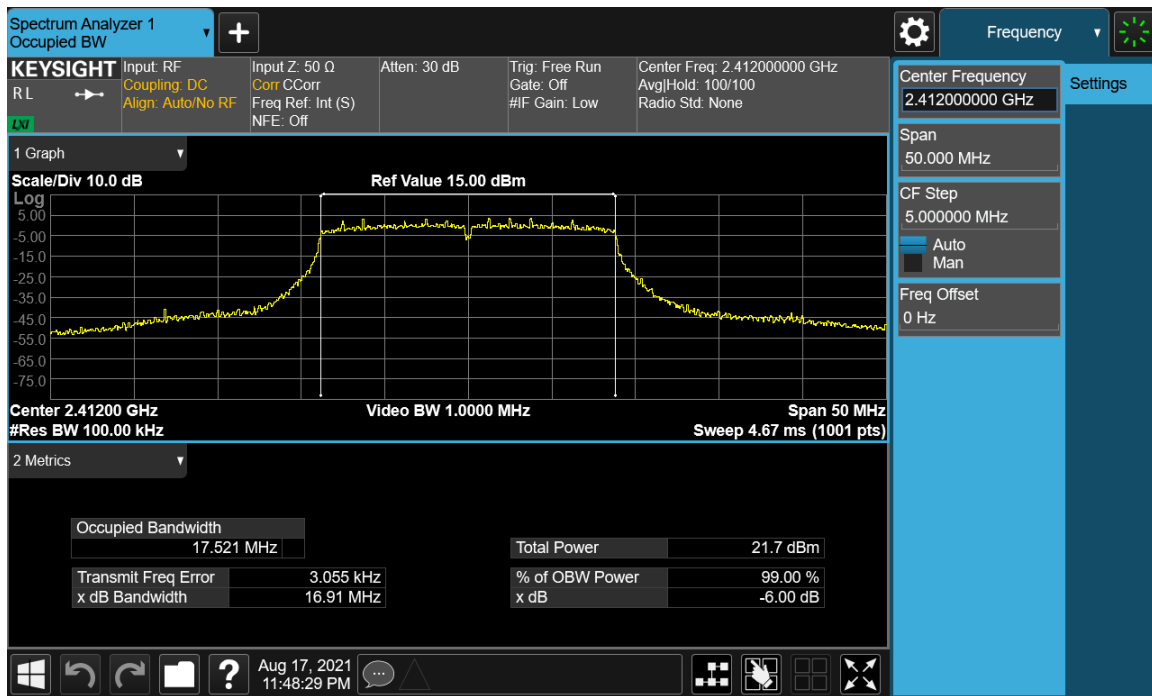 Spectrum Analyzer 1
Occupied BW
+
Frequency
KEYSIGHT
R L
LXI
Input: RF
Coupling: DC
Align: Auto/No RF
Input Z: 50 Ω
Corr CCorr
Freq Ref: Int (S)
NFE: Off
Atten: 30 dB
Trig: Free Run
Gate: Off
#IF Gain: Low
Center Freq: 2.412000000 GHz
Avg|Hold: 100/100
Radio Std: None
Center Frequency
2.412000000 GHz
Settings
Span
50.000 MHz
CF Step
5.000000 MHz
Auto
Man
Freq Offset
0 Hz
1 Graph
Scale/Div 10.0 dB
Ref Value 15.00 dBm
Log
5.00
-5.00
-15.0
-25.0
-35.0
-45.0
-55.0
-65.0
-75.0
Center 2.41200 GHz
Video BW 1.0000 MHz
Span 50 MHz
#Res BW 100.00 kHz
Sweep 4.67 ms (1001 pts)
2 Metrics
Occupied Bandwidth
17.521 MHz
Total Power 21.7 dBm
Transmit Freq Error 3.055 kHz
% of OBW Power 99.00 %
x dB Bandwidth 16.91 MHz
x dB -6.00 dB
?
Aug 17, 2021
11:48:29 PM